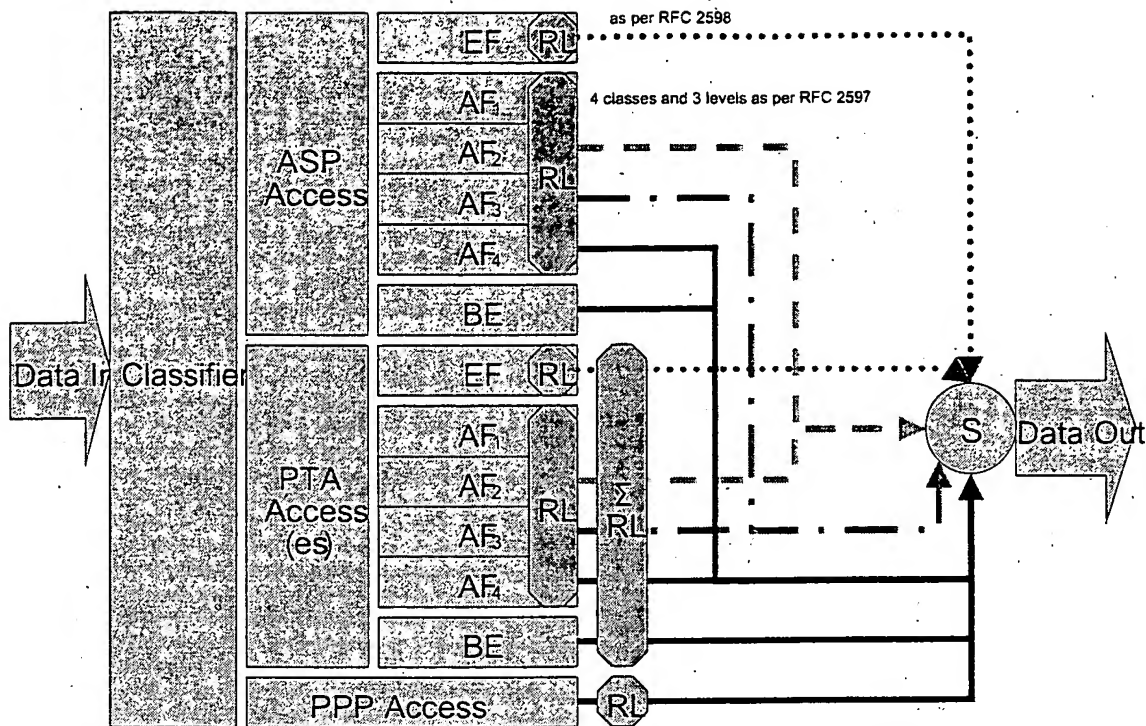 as per RFC 2598
EF RL
4 classes and 3 levels as per RFC 2597
AF1
AF2
ASP
Access
RL
AF3
AF4
BE
Data In Classifier
EF RL
AF1
S Data Out
PTA
Access
(es)
AF2
RL
Σ
RL
AF3
AF4
BE
PPP Access RL